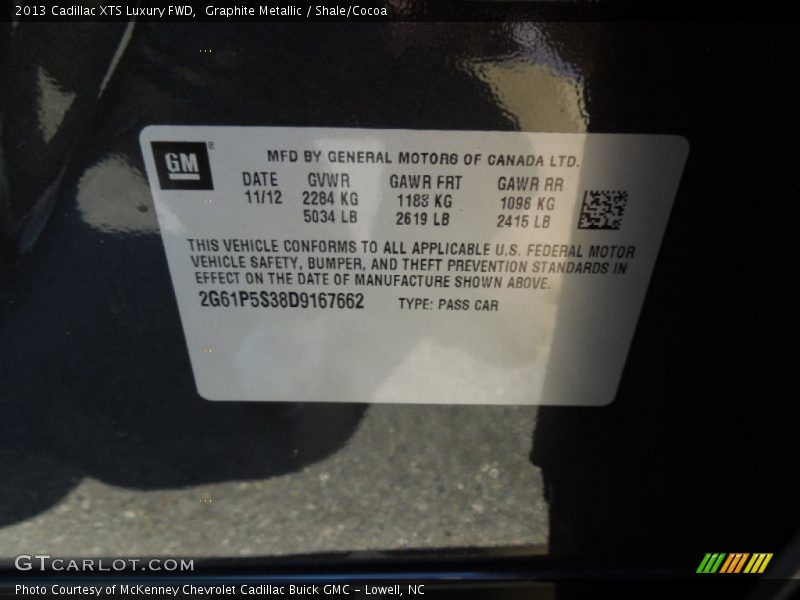 2013 Cadillac XTS Luxury FWD,  Graphite Metallic / Shale/Cocoa
GM ®
MFD BY GENERAL MOTORS OF CANADA LTD.
DATE GVWR GAWR FRT GAWR RR
11/12 2284 KG 1188 KG 1096 KG
5034 LB 2619 LB 2415 LB
THIS VEHICLE CONFORMS TO ALL APPLICABLE U.S. FEDERAL MOTOR
VEHICLE SAFETY, BUMPER, AND THEFT PREVENTION STANDARDS IN
EFFECT ON THE DATE OF MANUFACTURE SHOWN ABOVE.
2G61P5S38D9167662 TYPE: PASS CAR
GTCARLOT.COM
Photo Courtesy of McKenney Chevrolet Cadillac Buick GMC - Lowell, NC